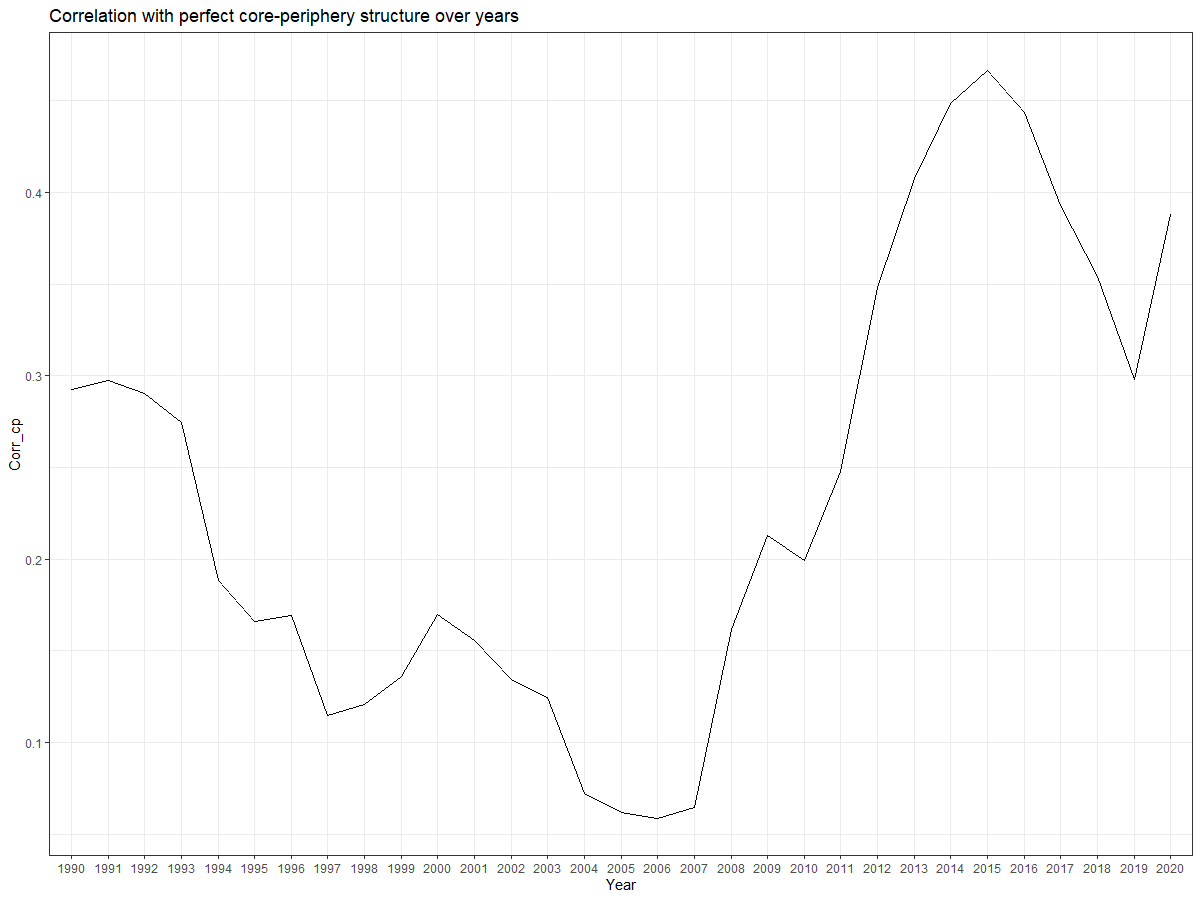 Correlation with perfect core-periphery structure over years
Corr_cp
0.4
0.3
0.2
0.1
1990 1991 1992 1993 1994 1995 1996 1997 1998 1999 2000 2001 2002 2003 2004 2005 2006 2007 2008 2009 2010 2011 2012 2013 2014 2015 2016 2017 2018 2019 2020
Year